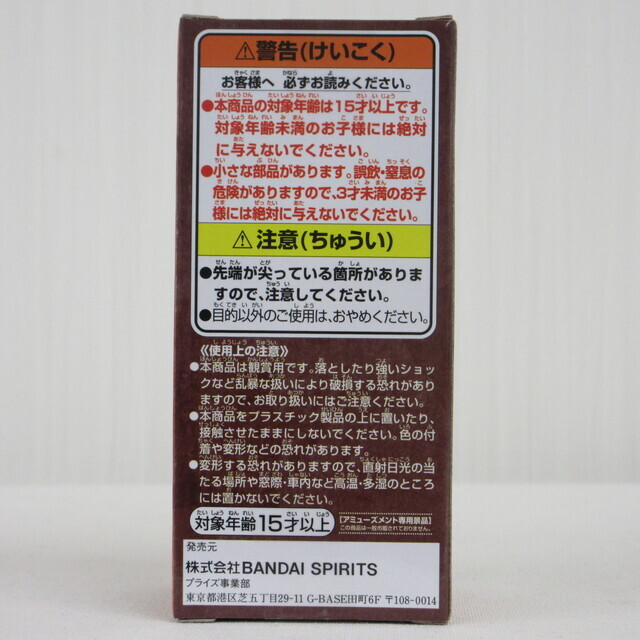 ⚠警告(けいこく)
お客様へ 必ずお読みください。
●本商品の対象年齢は15才以上です。
対象年齢未満のお子様には絶対
に与えないでください。
●小さな部品があります。誤飲・窒息の
危険がありますので、3才未満のお子
様には絶対に与えないでください。
⚠注意(ちゅうい)
●先端が尖っている箇所がありま
すので、注意してください。
●目的以外のご使用は、おやめください。
《使用上の注意》
●本商品は観賞用です。落としたり強いショッ
クなど乱暴な扱いにより破損する恐れがあり
ますので、お取り扱いにはご注意ください。
●本商品をプラスチック製品の上に置いたり、
接触させたままにしないでください。色の付
着や変形などの恐れがあります。
●変形する恐れがありますので、直射日光の当
たる場所や窓際・車内など高温・多湿のところ
には置かないでください。
対象年齢15才以上
【アミューズメント専用景品】
この商品は一般の販売されておりません。
発売元
株式会社BANDAI SPIRITS
プライズ事業部
東京都港区芝五丁目29-11 G-BASE田町6F 〒108-0014